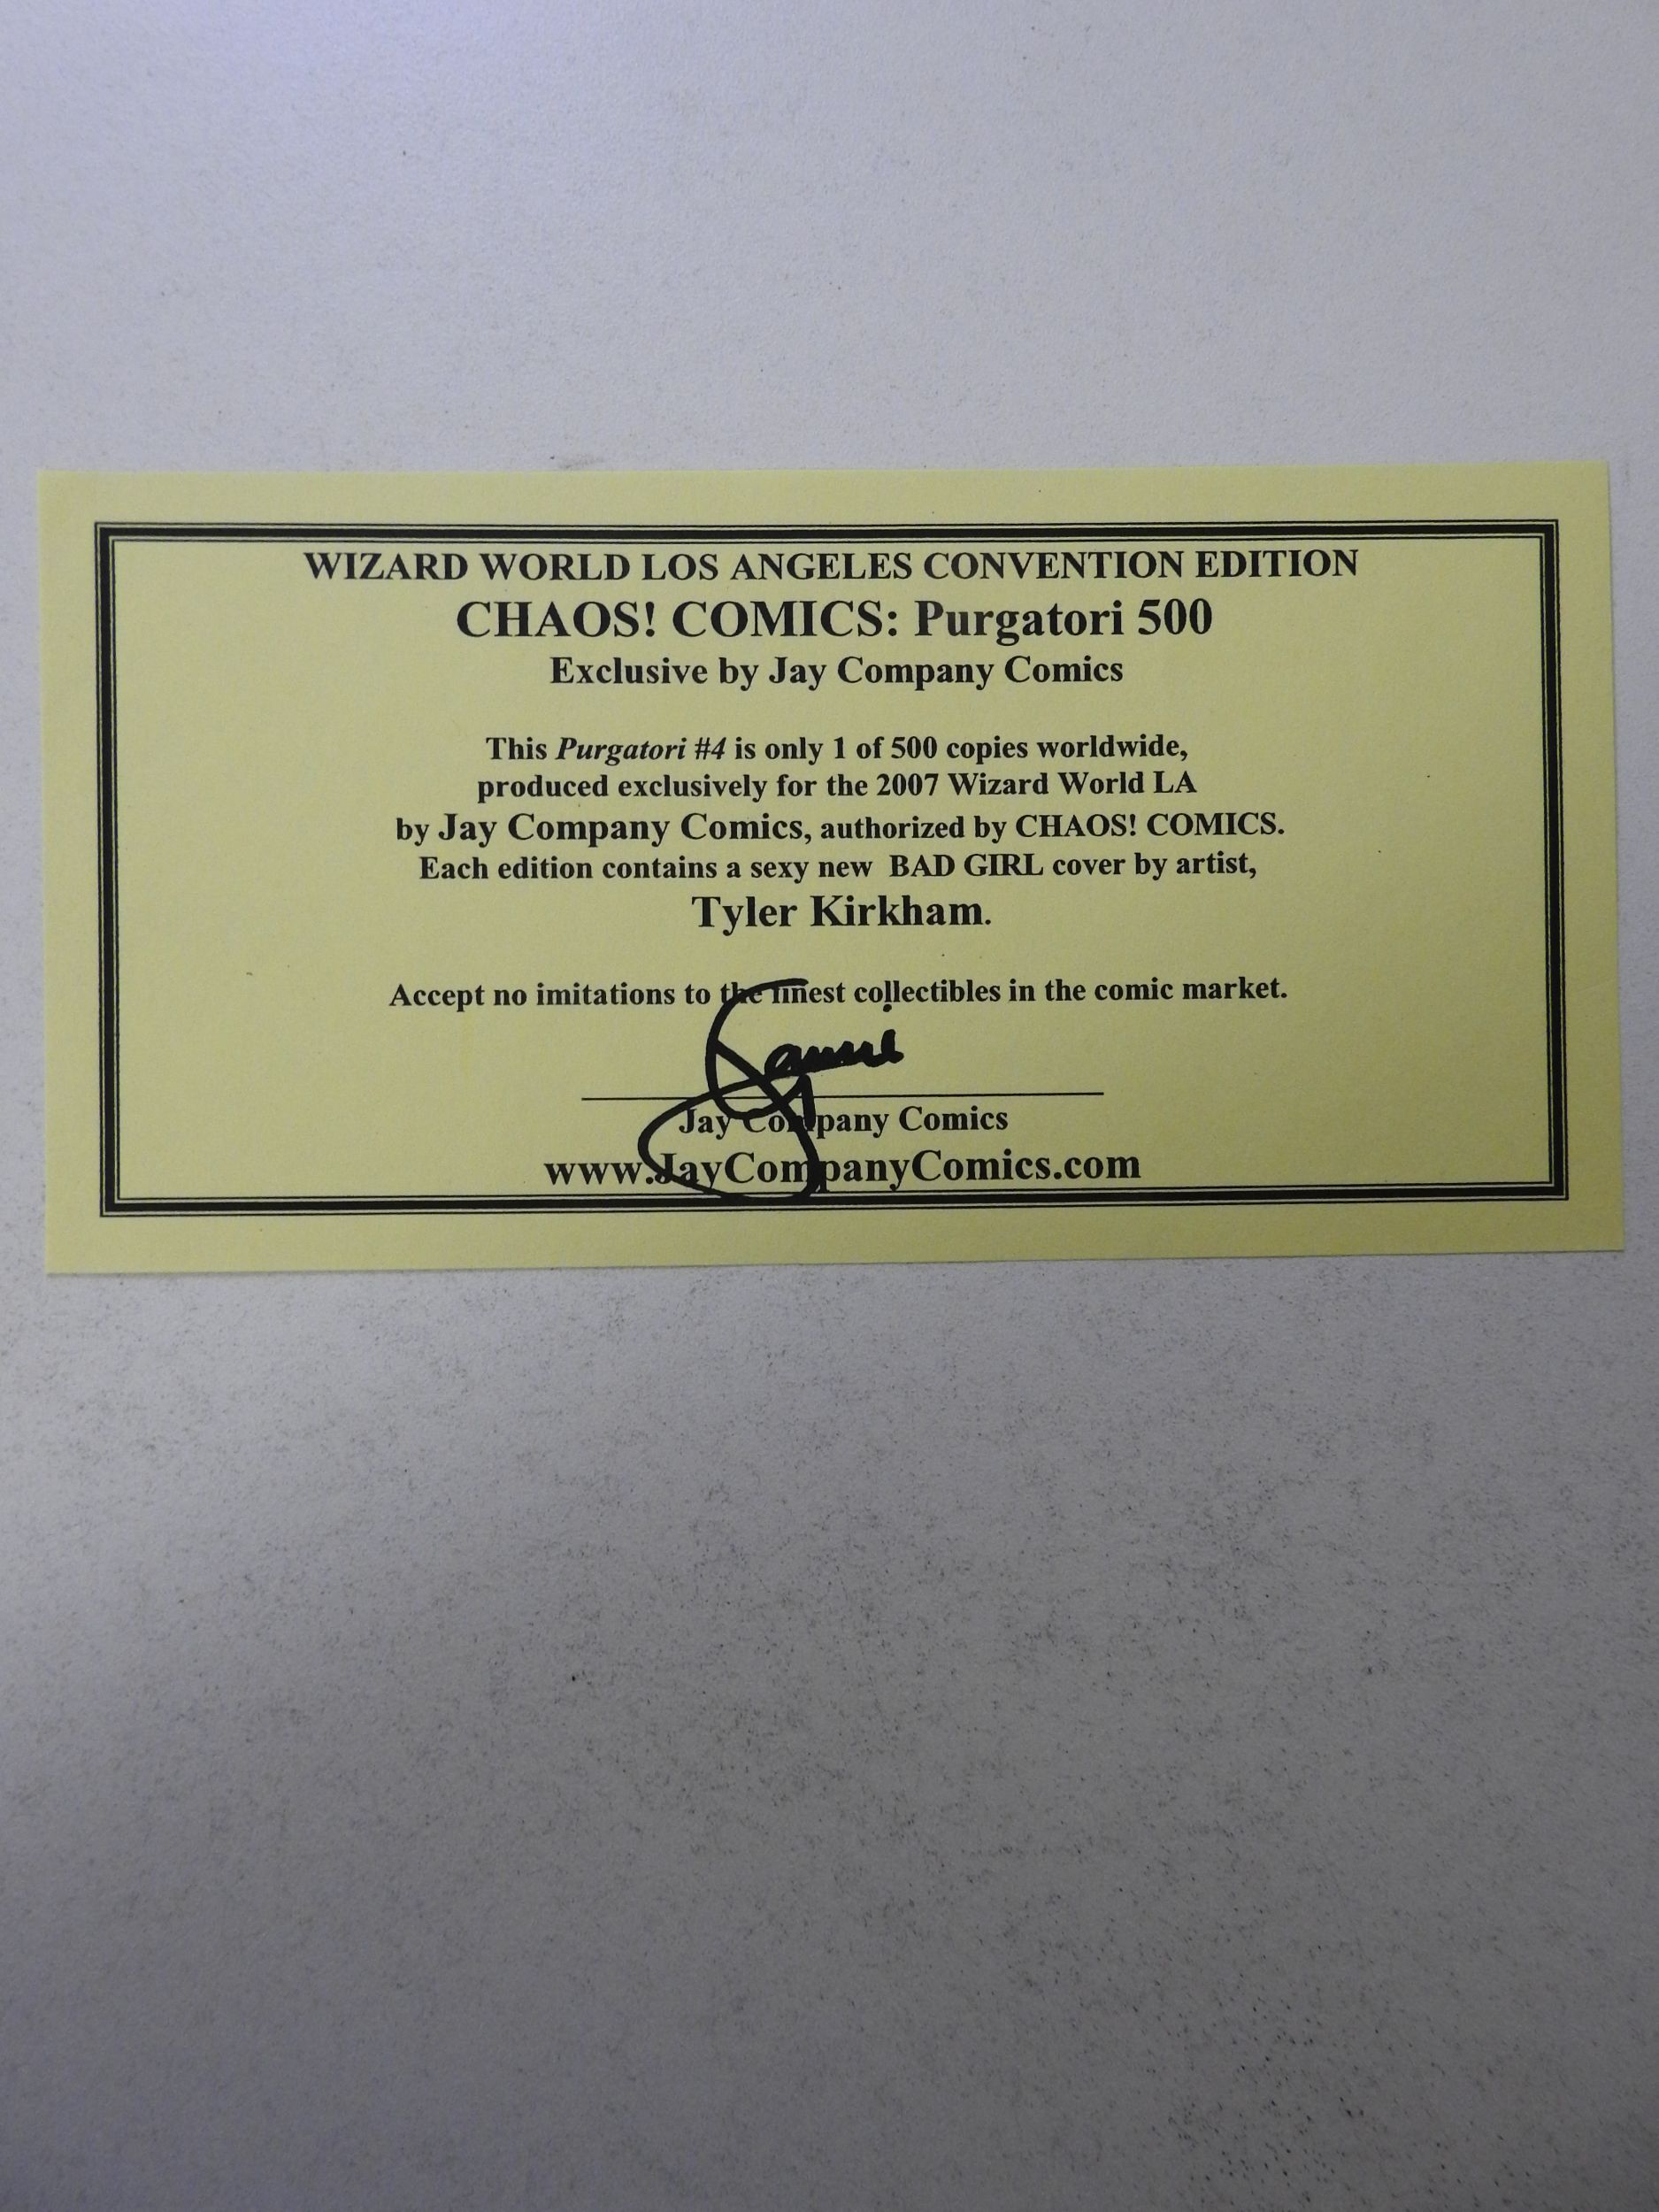 WIZARD WORLD LOS ANGELES CONVENTION EDITION
CHAOS! COMICS: Purgatori 500
Exclusive by Jay Company Comics
This Purgatori #4 is only 1 of 500 copies worldwide,
produced exclusively for the 2007 Wizard World LA
by Jay Company Comics, authorized by CHAOS! COMICS.
Each edition contains a sexy new BAD GIRL cover by artist,
Tyler Kirkham.
Accept no imitations to the finest collectibles in the comic market.
Jay Company Comics
www.JayCompanyComics.com